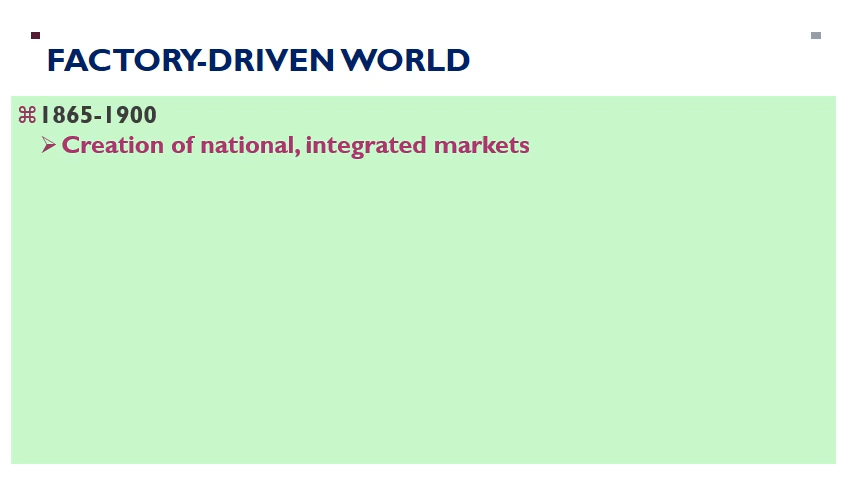 FACTORY-DRIVEN WORLD
⌘1865-1900
➢Creation of national, integrated markets